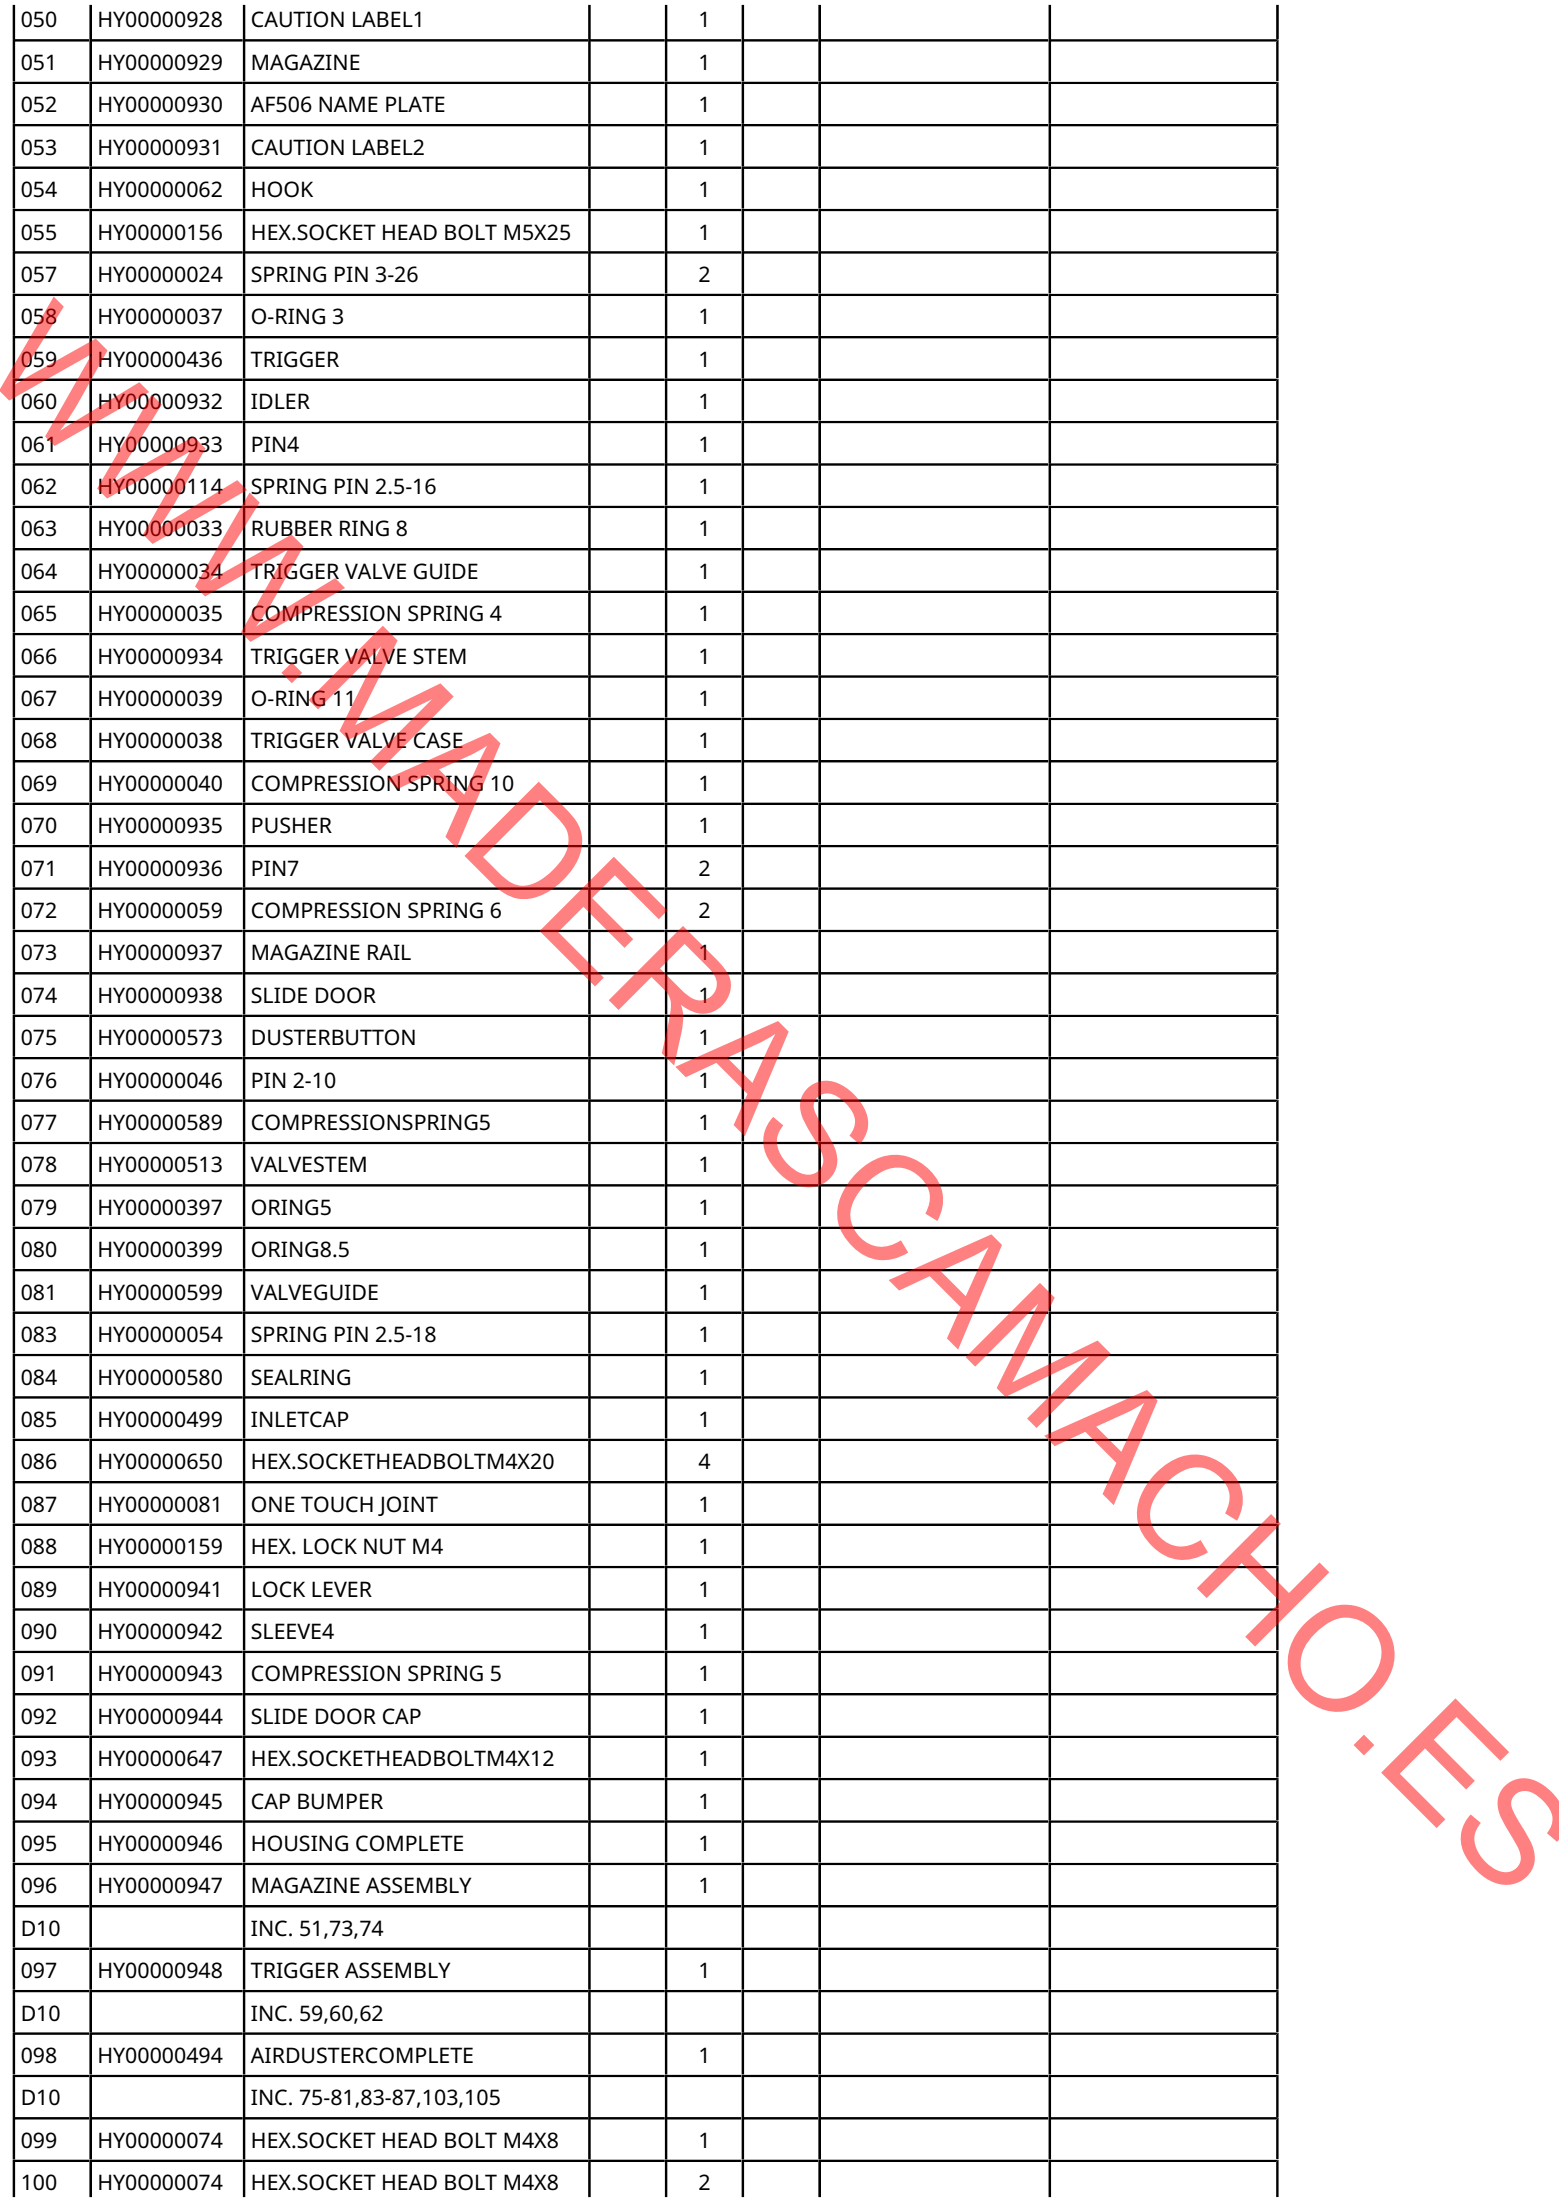 050 HY00000928 CAUTION LABEL1 1
051 HY00000929 MAGAZINE 1
052 HY00000930 AF506 NAME PLATE 1
053 HY00000931 CAUTION LABEL2 1
054 HY00000062 HOOK 1
055 HY00000156 HEX.SOCKET HEAD BOLT M5X25 1
057 HY00000024 SPRING PIN 3-26 2
058 HY00000037 O-RING 3 1
059 HY00000436 TRIGGER 1
060 HY00000932 IDLER 1
061 HY00000933 PIN4 1
062 HY00000114 SPRING PIN 2.5-16 1
063 HY00000033 RUBBER RING 8 1
064 HY00000034 TRIGGER VALVE GUIDE 1
065 HY00000035 COMPRESSION SPRING 4 1
066 HY00000934 TRIGGER VALVE STEM 1
067 HY00000039 O-RING 11 1
068 HY00000038 TRIGGER VALVE CASE 1
069 HY00000040 COMPRESSION SPRING 10 1
070 HY00000935 PUSHER 1
071 HY00000936 PIN7 2
072 HY00000059 COMPRESSION SPRING 6 2
073 HY00000937 MAGAZINE RAIL 1
074 HY00000938 SLIDE DOOR 1
075 HY00000573 DUSTERBUTTON 1
076 HY00000046 PIN 2-10 1
077 HY00000589 COMPRESSIONSPRING5 1
078 HY00000513 VALVESTEM 1
079 HY00000397 ORING5 1
080 HY00000399 ORING8.5 1
081 HY00000599 VALVEGUIDE 1
083 HY00000054 SPRING PIN 2.5-18 1
084 HY00000580 SEALRING 1
085 HY00000499 INLETCAP 1
086 HY00000650 HEX.SOCKETHEADBOLTM4X20 4
087 HY00000081 ONE TOUCH JOINT 1
088 HY00000159 HEX. LOCK NUT M4 1
089 HY00000941 LOCK LEVER 1
090 HY00000942 SLEEVE4 1
091 HY00000943 COMPRESSION SPRING 5 1
092 HY00000944 SLIDE DOOR CAP 1
093 HY00000647 HEX.SOCKETHEADBOLTM4X12 1
094 HY00000945 CAP BUMPER 1
095 HY00000946 HOUSING COMPLETE 1
096 HY00000947 MAGAZINE ASSEMBLY 1
D10 INC. 51,73,74
097 HY00000948 TRIGGER ASSEMBLY 1
D10 INC. 59,60,62
098 HY00000494 AIRDUSTERCOMPLETE 1
D10 INC. 75-81,83-87,103,105
099 HY00000074 HEX.SOCKET HEAD BOLT M4X8 1
100 HY00000074 HEX.SOCKET HEAD BOLT M4X8 2
WWW.MADERASCAMACHO.ES